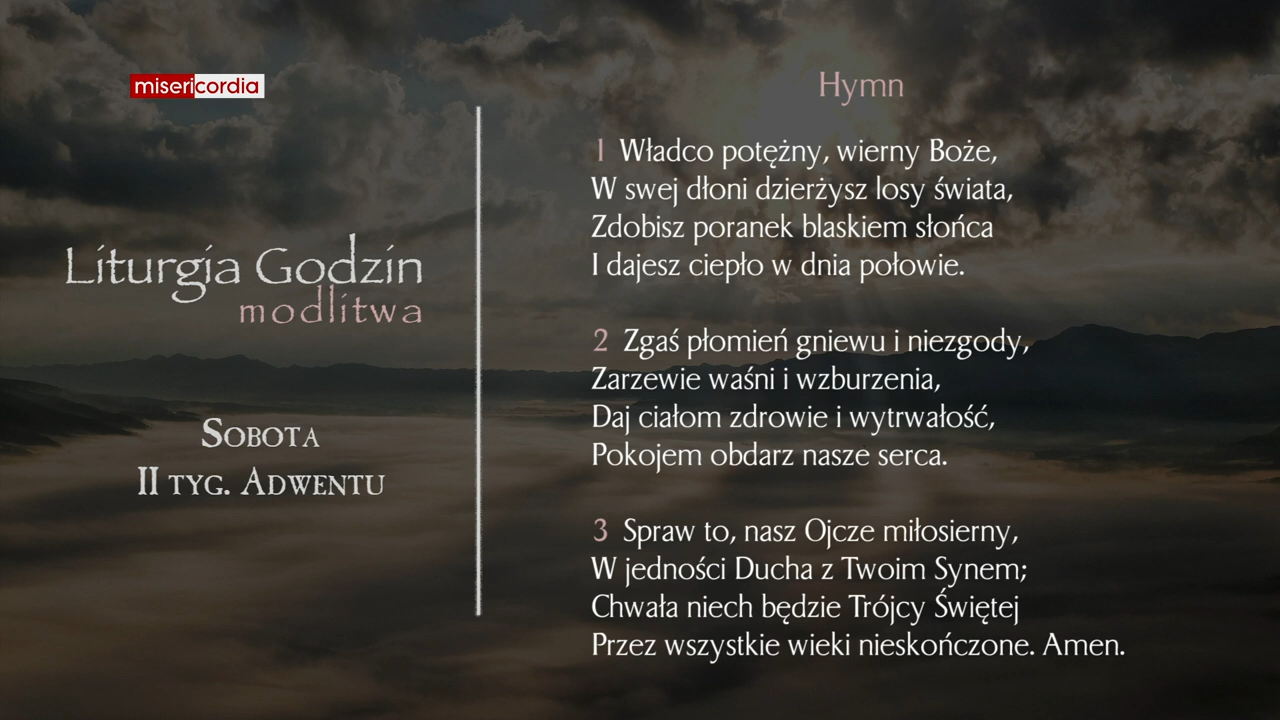 misericordia
Liturgia Godzin
modlitwa
Sobota
II tyg. Adwentu
Hymn
1 Władco potężny, wierny Boże,
W swej dłoni dzierżysz losy świata,
Zdobisz poranek blaskiem słońca
I dajesz ciepło w dnia połowie.
2 Zgaś płomień gniewu i niezgody,
Zarzewie waśni i wzburzenia,
Daj ciałom zdrowie i wytrwałość,
Pokojem obdarz nasze serca.
3 Spraw to, nasz Ojcze miłosierny,
W jedności Ducha z Twoim Synem;
Chwała niech będzie Trójcy Świętej
Przez wszystkie wieki nieskończone. Amen.